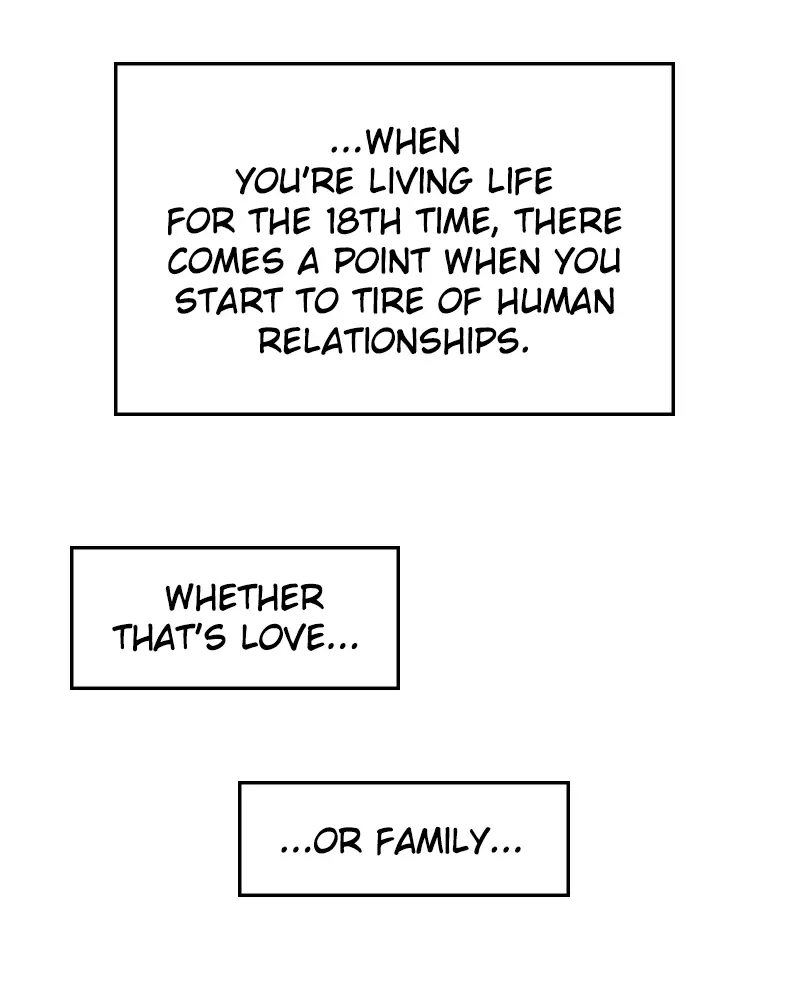 ...WHEN
YOU'RE LIVING LIFE
FOR THE 18TH TIME, THERE
COMES A POINT WHEN YOU
START TO TIRE OF HUMAN
RELATIONSHIPS.
WHETHER
THAT'S LOVE...
...OR FAMILY...